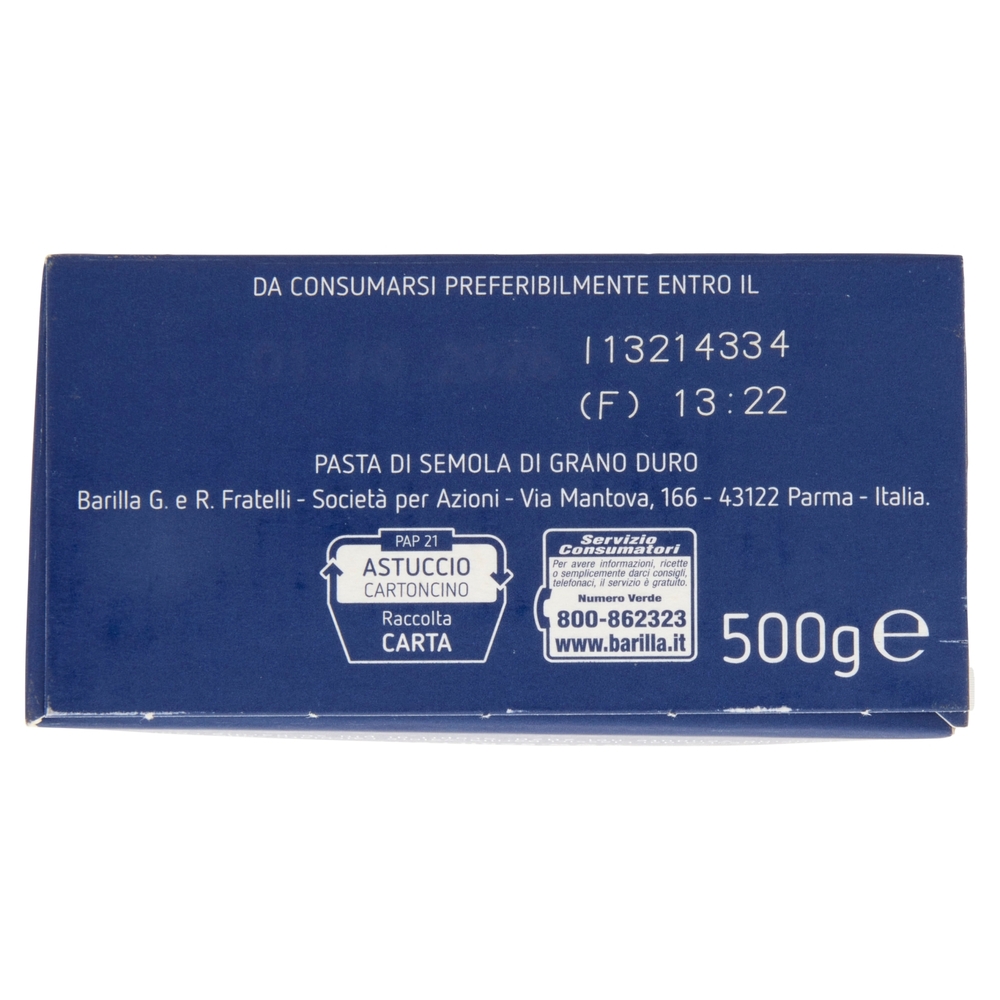 DA CONSUMARSI PREFERIBILMENTE ENTRO IL
I13214334
(F) 13:22
PASTA DI SEMOLA DI GRANO DURO
Barilla G. e R. Fratelli - Società per Azioni - Via Mantova, 166 - 43122 Parma - Italia.
PAP 21
ASTUCCIO
CARTONCINO
Raccolta
CARTA
Servizio
Consumatori
Per avere informazioni, ricette
o semplicemente darci consigli,
telefonaci, il servizio è gratuito.
Numero Verde
800-862323
www.barilla.it
500g e